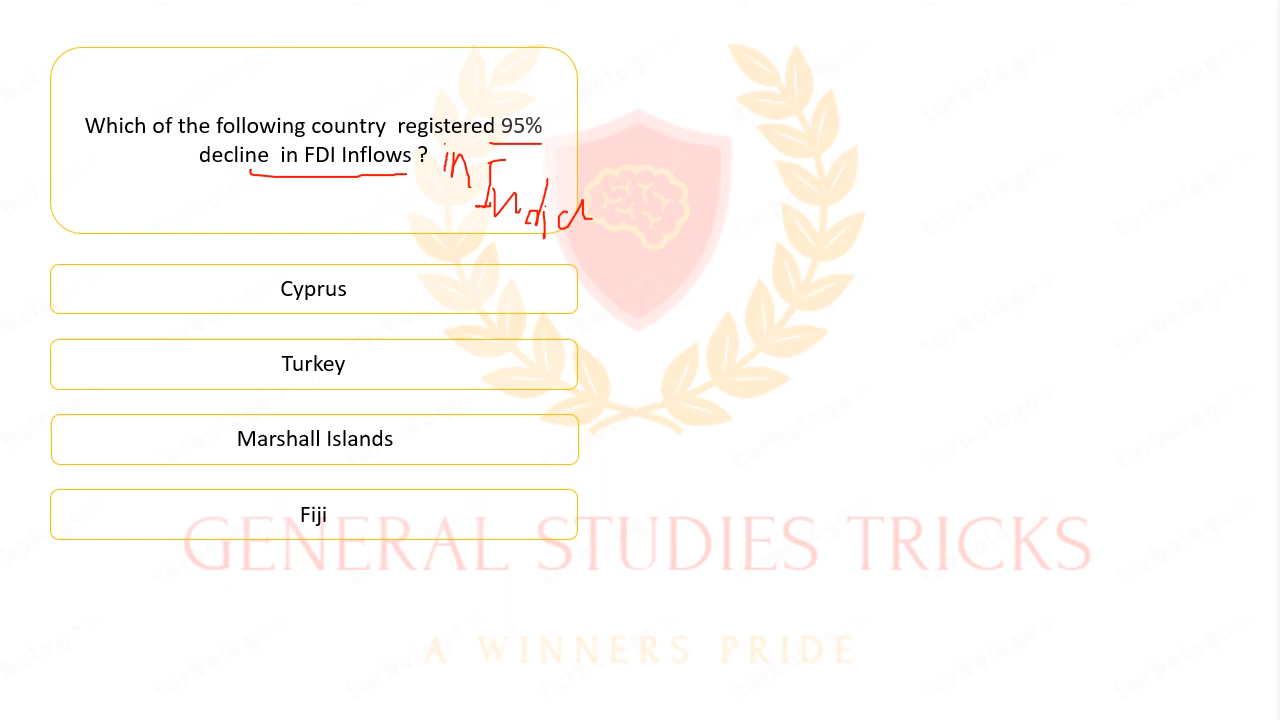 Which of the following country registered 95%
decline in FDI Inflows ?
in India
Cyprus
Turkey
Marshall Islands
Fiji
GENERAL STUDIES TRICKS
A WINNERS PRIDE